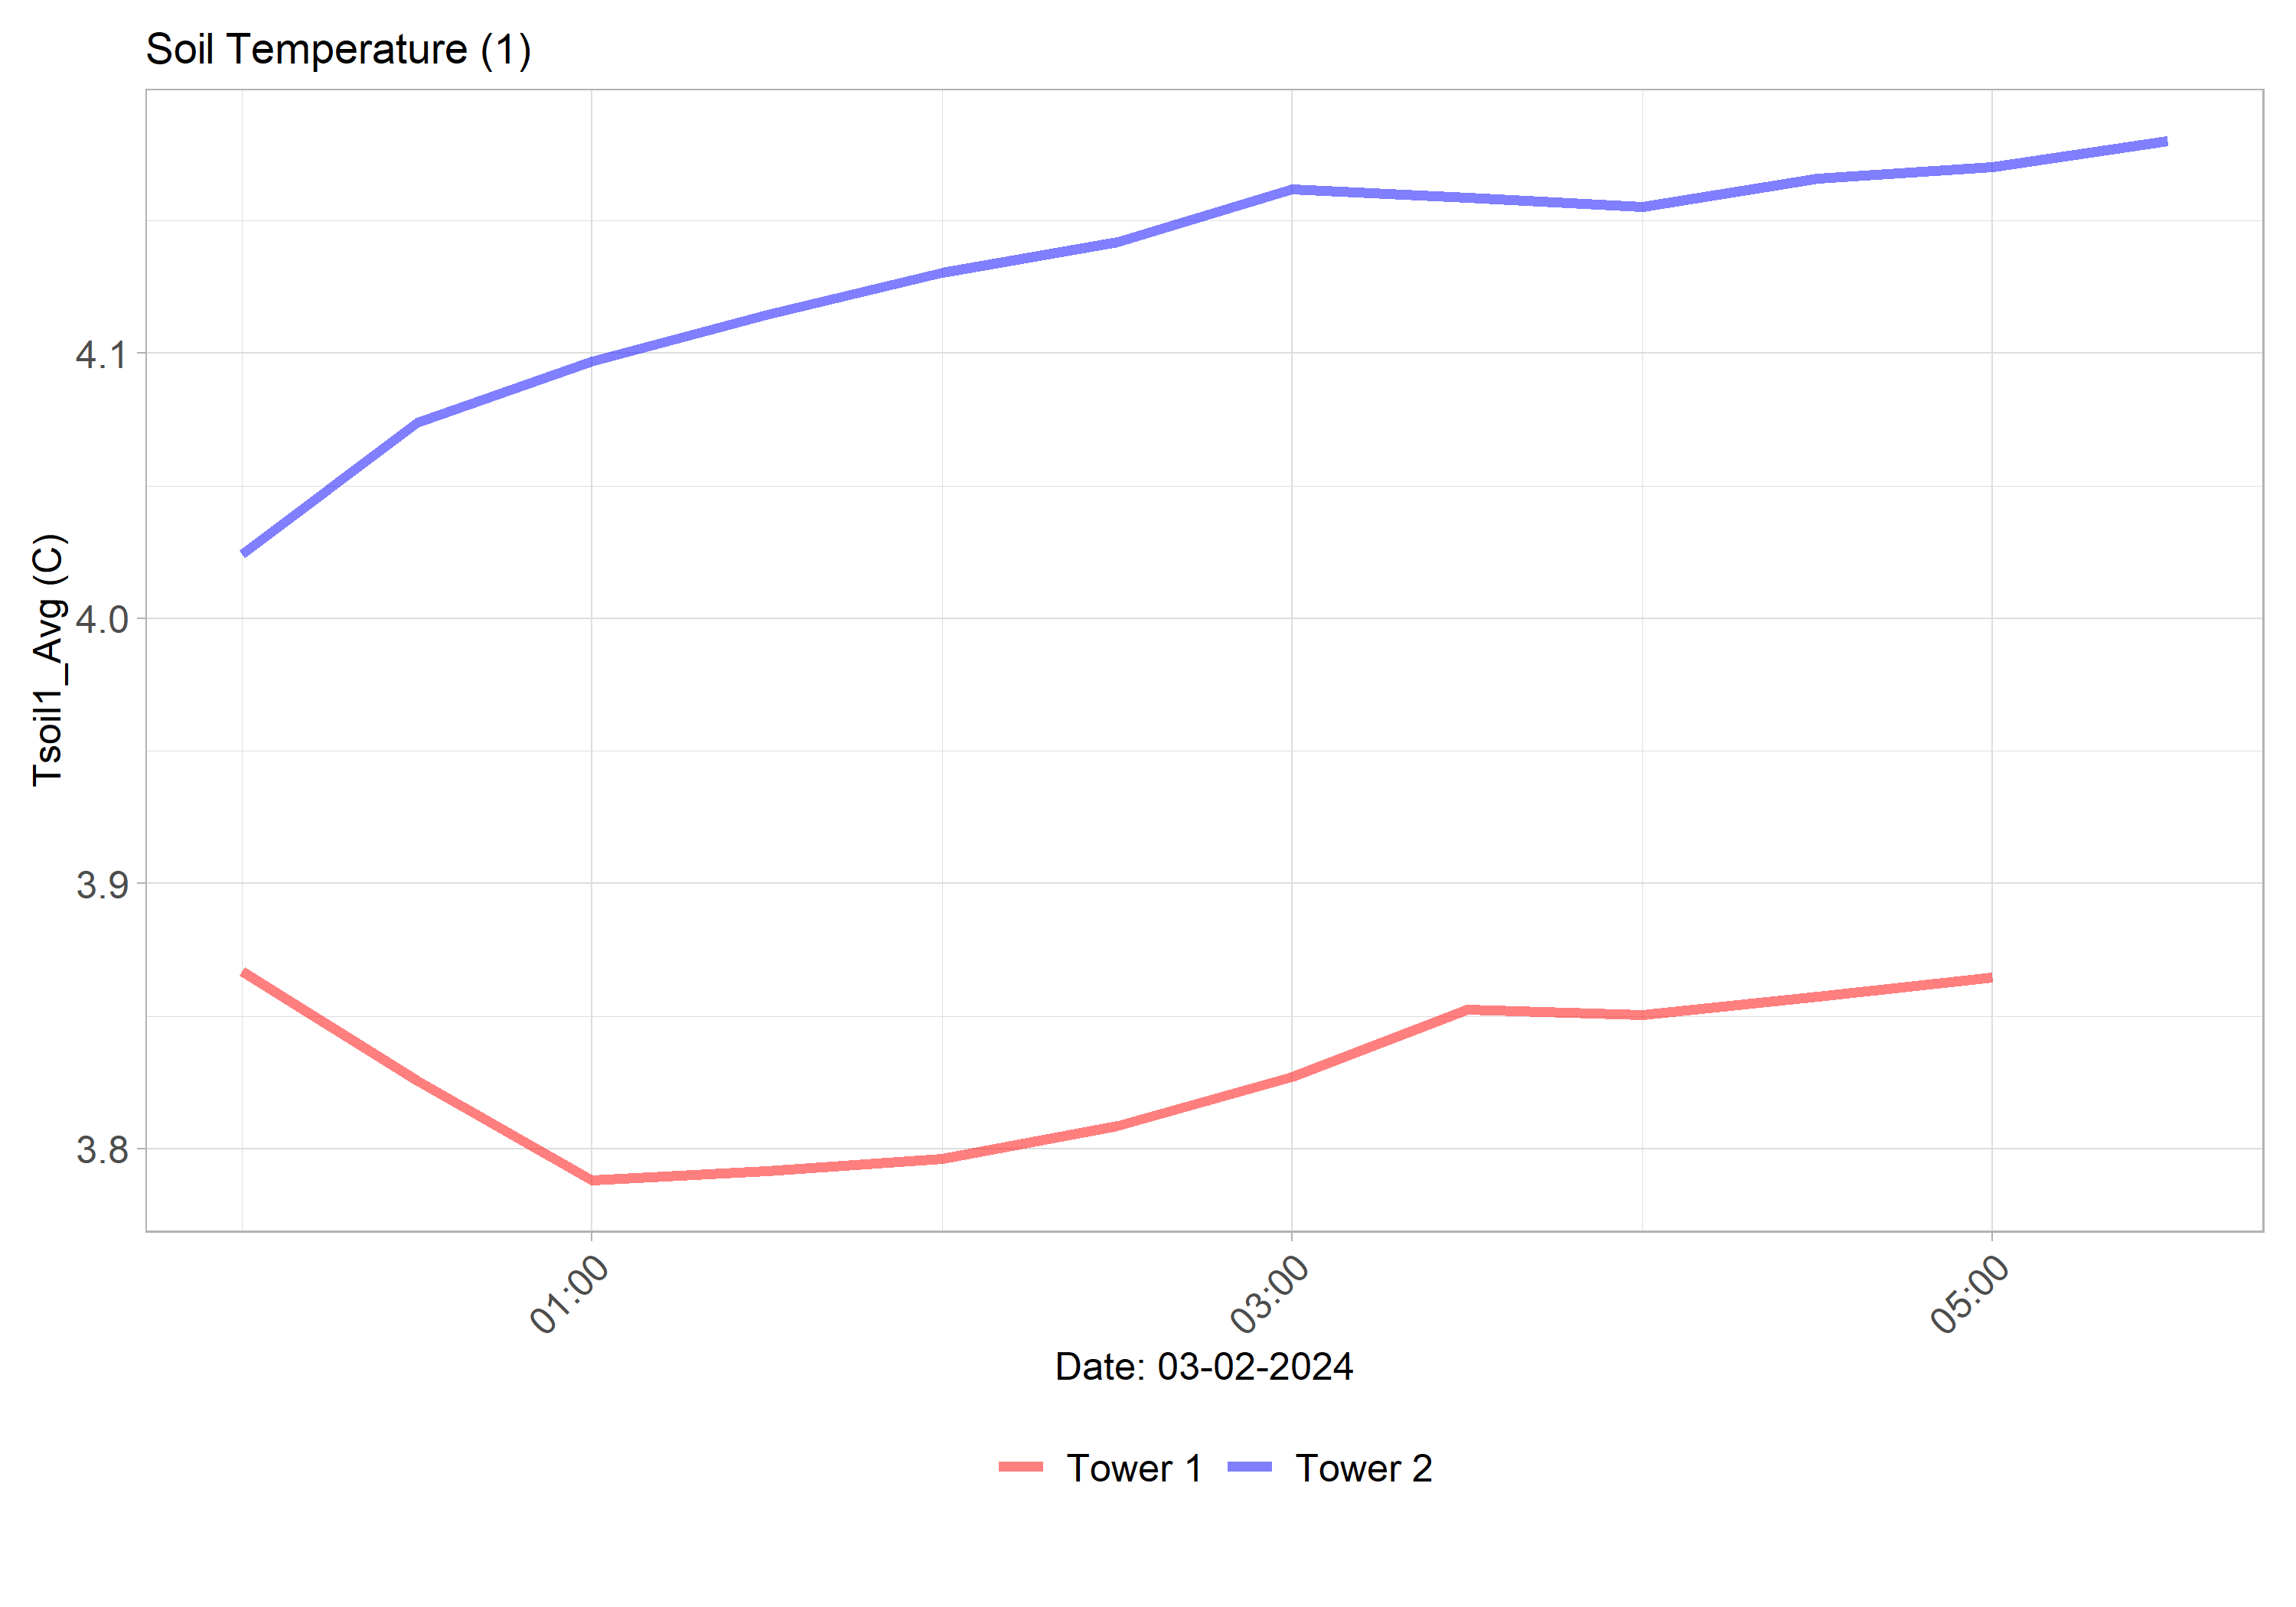 Soil Temperature (1)
Tsoil1_Avg (C)
4.1
4.0
3.9
3.8
01:00
03:00
05:00
Date: 03-02-2024
Tower 1
Tower 2